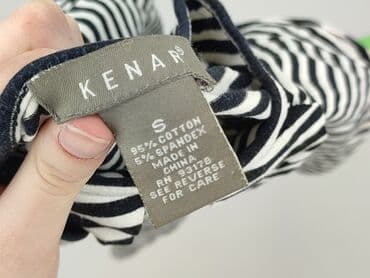 KENAR®
S
95% COTTON
5% SPANDEX
MADE IN
CHINA
RN 93178
SEE REVERSE
FOR CARE